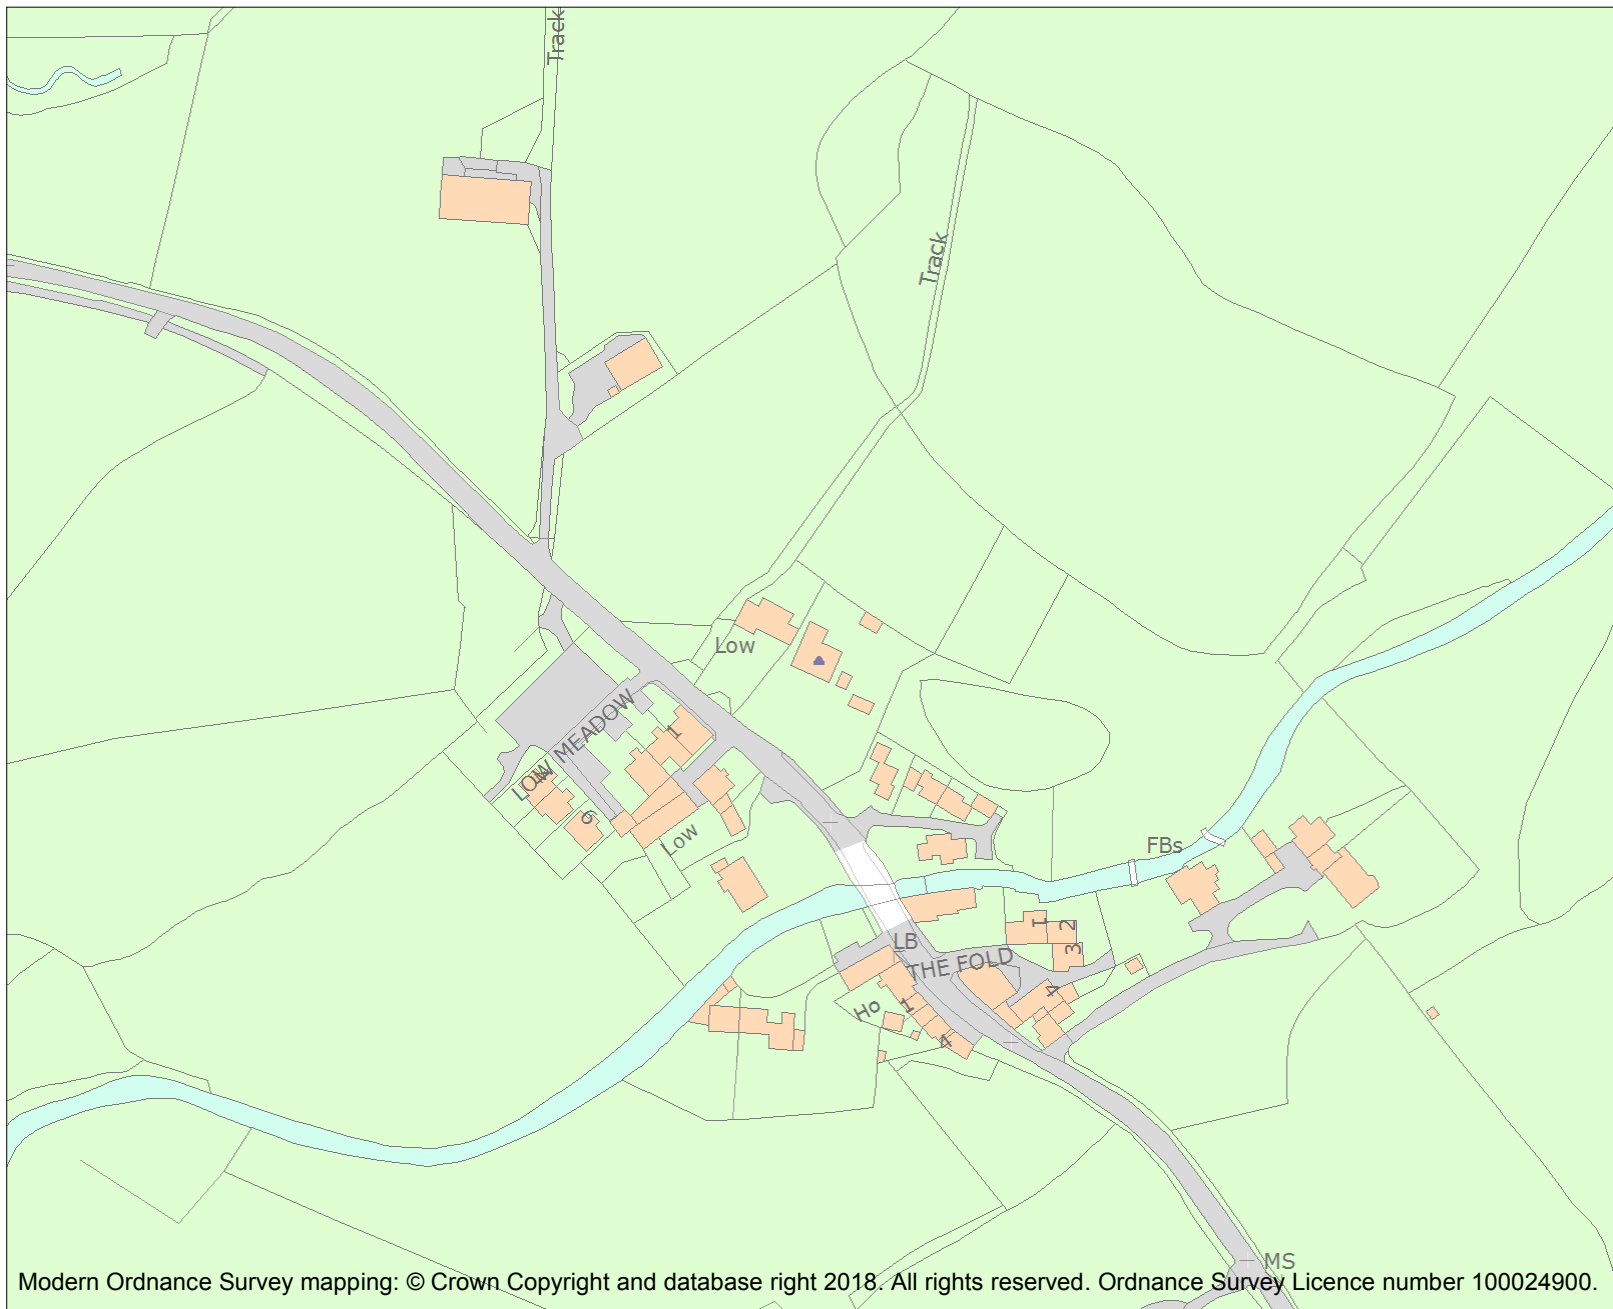 Track
Track
Low
LOW MEADOW
1
6
Low
FBs
LB
THE FOLD
1
2
3
4
Ho
1
4
MS
Modern Ordnance Survey mapping: © Crown Copyright and database right 2018. All rights reserved. Ordnance Survey Licence number 100024900.